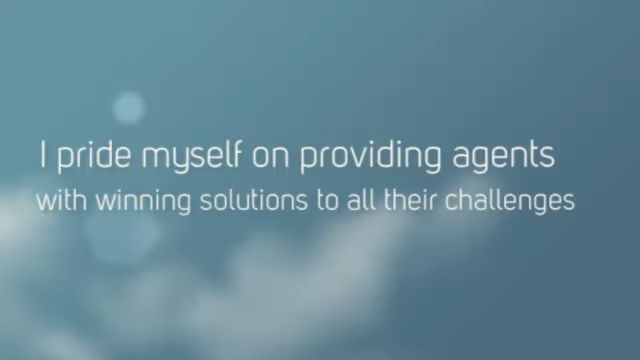 I pride myself on providing agents
with winning solutions to all their challenges